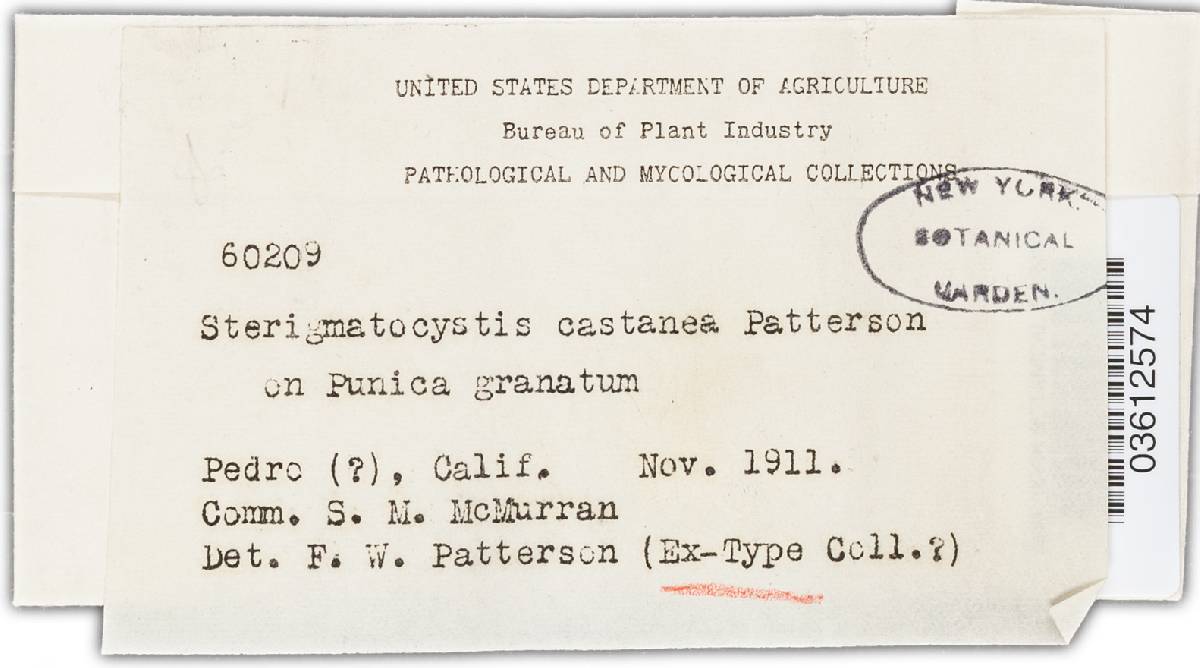 UNITED STATES DEPARTMENT OF AGRICULTURE
Bureau of Plant Industry
PATHOLOGICAL AND MYCOLOGICAL COLLECTIONS
NEW YORK
BOTANICAL
GARDEN.
60209
Sterigmatocystis castanea Patterson
on Punica granatum
Pedro (?), Calif. Nov. 1911.
Comm. S. M. McMurran
Det. F. W. Patterson (Ex-Type Coll.?)
03612574